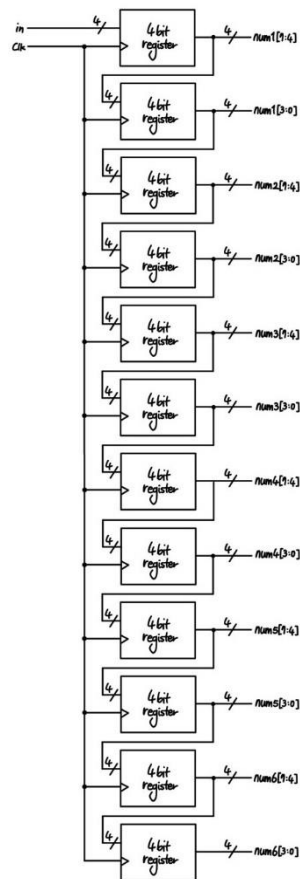 in 4
Clk
4bit
register
4 num1[7:4]
4
4bit
register
4 num1[3:0]
4
4bit
register
4 num2[7:4]
4
4bit
register
4 num2[3:0]
4
4bit
register
4 num3[7:4]
4
4bit
register
4 num3[3:0]
4
4bit
register
4 num4[7:4]
4
4bit
register
4 num4[3:0]
4
4bit
register
4 num5[7:4]
4
4bit
register
4 num5[3:0]
4
4bit
register
4 num6[7:4]
4
4bit
register
4 num6[3:0]